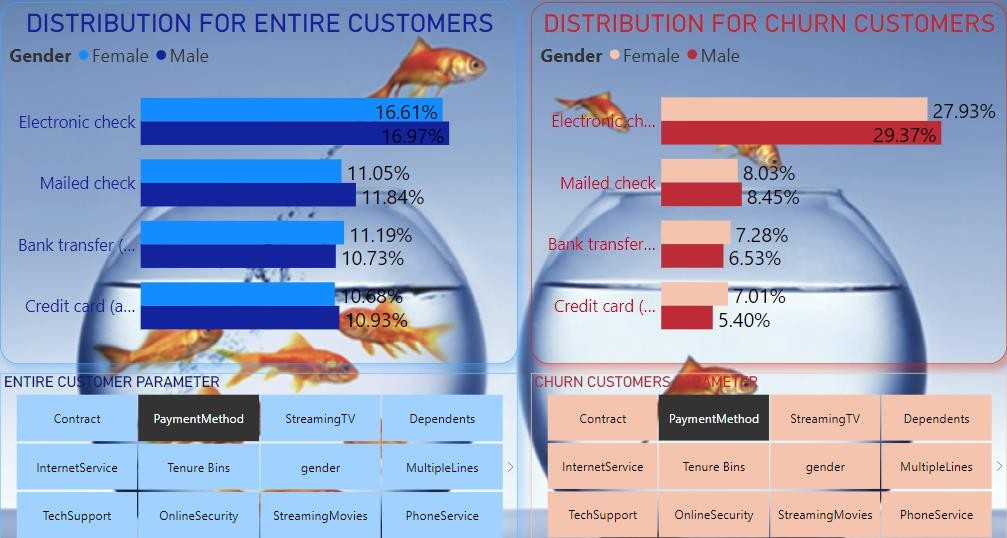 DISTRIBUTION FOR ENTIRE CUSTOMERS
Gender Female Male
Electronic check 16.61% 16.97%
Mailed check 11.05% 11.84%
Bank transfer (... 11.19% 10.73%
Credit card (a... 10.68% 10.93%
ENTIRE CUSTOMER PARAMETER
Contract PaymentMethod StreamingTV Dependents
InternetService Tenure Bins gender MultipleLines
TechSupport OnlineSecurity StreamingMovies PhoneService
DISTRIBUTION FOR CHURN CUSTOMERS
Gender Female Male
Electronic ch... 27.93% 29.37%
Mailed check 8.03% 8.45%
Bank transfer... 7.28% 6.53%
Credit card (... 7.01% 5.40%
CHURN CUSTOMERS PARAMETER
Contract PaymentMethod StreamingTV Dependents
InternetService Tenure Bins gender MultipleLines
TechSupport OnlineSecurity StreamingMovies PhoneService